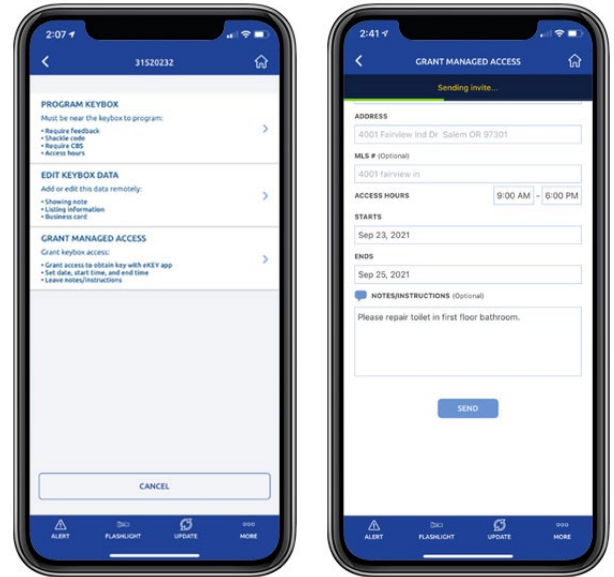 2:07
31520232
PROGRAM KEYBOX
Must be near the keybox to program:
• Require feedback
• Shackle code
• Require CBS
• Access hours
EDIT KEYBOX DATA
Add or edit this data remotely:
• Showing note
• Listing information
• Business card
GRANT MANAGED ACCESS
Grant keybox access:
• Grant access to obtain key with eKEY app
• Set date, start time, and end time
• Leave notes/instructions
CANCEL
ALERT FLASHLIGHT UPDATE MORE
2:41
GRANT MANAGED ACCESS
Sending invite...
ADDRESS
4001 Fairview Ind Dr Salem OR 97301
MLS # (Optional)
4001 fairview in
ACCESS HOURS 9:00 AM - 6:00 PM
STARTS
Sep 23, 2021
ENDS
Sep 25, 2021
NOTES/INSTRUCTIONS (Optional)
Please repair toilet in first floor bathroom.
SEND
ALERT FLASHLIGHT UPDATE MORE